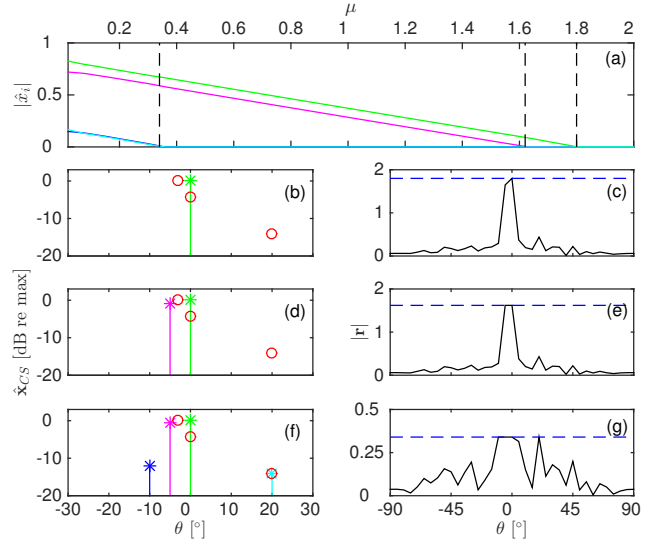 μ
0.2 0.4 0.6 0.8 1 1.2 1.4 1.6 1.8 2
1
0.5
0
|x̂ᵢ|
(a)
0
-10
-20
(b)
2
1
0
(c)
0
-10
-20
(d)
2
1
0
(e)
x̂_CS [dB re max]
|r|
0
-10
-20
(f)
0.5
0.25
0
(g)
-30 -20 -10 0 10 20 30
-90 -45 0 45 90
θ [°]
θ [°]